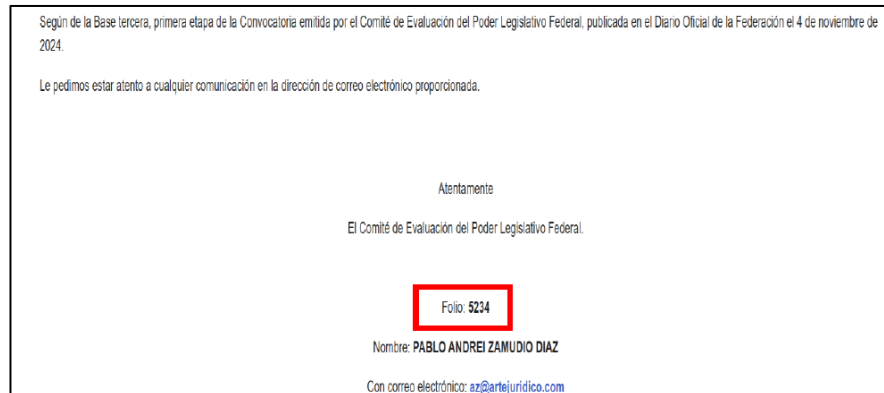 Según de la Base tercera, primera etapa de la Convocatoria emitida por el Comité de Evaluación del Poder Legislativo Federal, publicada en el Diario Oficial de la Federación el 4 de noviembre de
2024.
Le pedimos estar atento a cualquier comunicación en la dirección de correo electrónico proporcionada.
Atentamente
El Comité de Evaluación del Poder Legislativo Federal.
Folio: 5234
Nombre: PABLO ANDREI ZAMUDIO DIAZ
Con correo electrónico: az@artejuridico.com